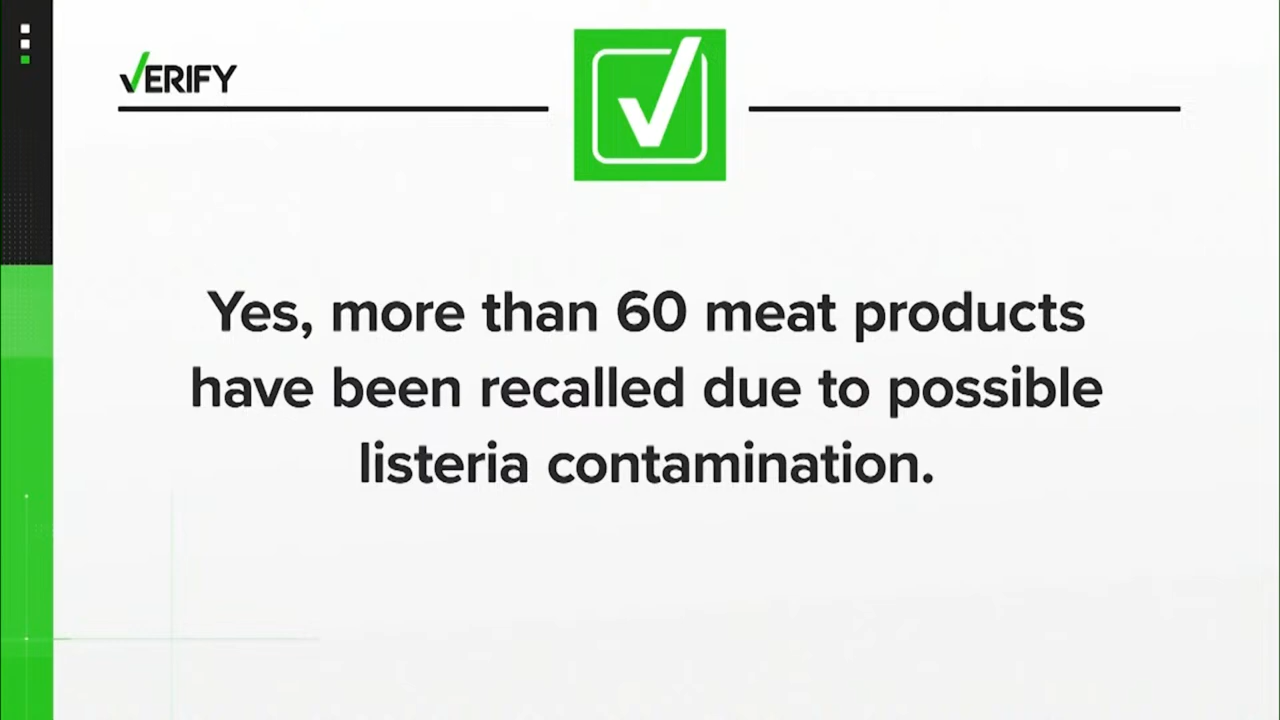 VERIFY
Yes, more than 60 meat products
have been recalled due to possible
listeria contamination.